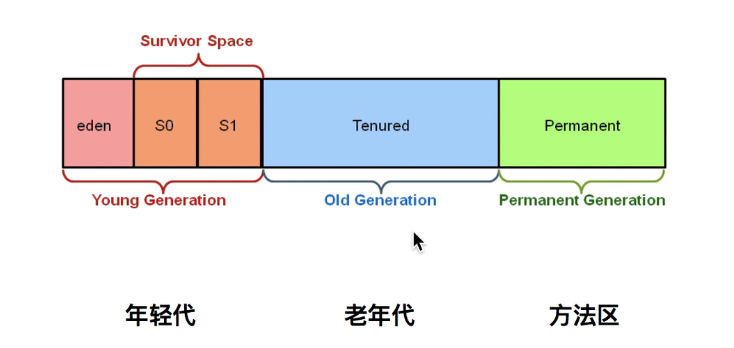 Survivor Space
eden S0 S1 Tenured Permanent
Young Generation Old Generation Permanent Generation
年轻代 老年代 方法区